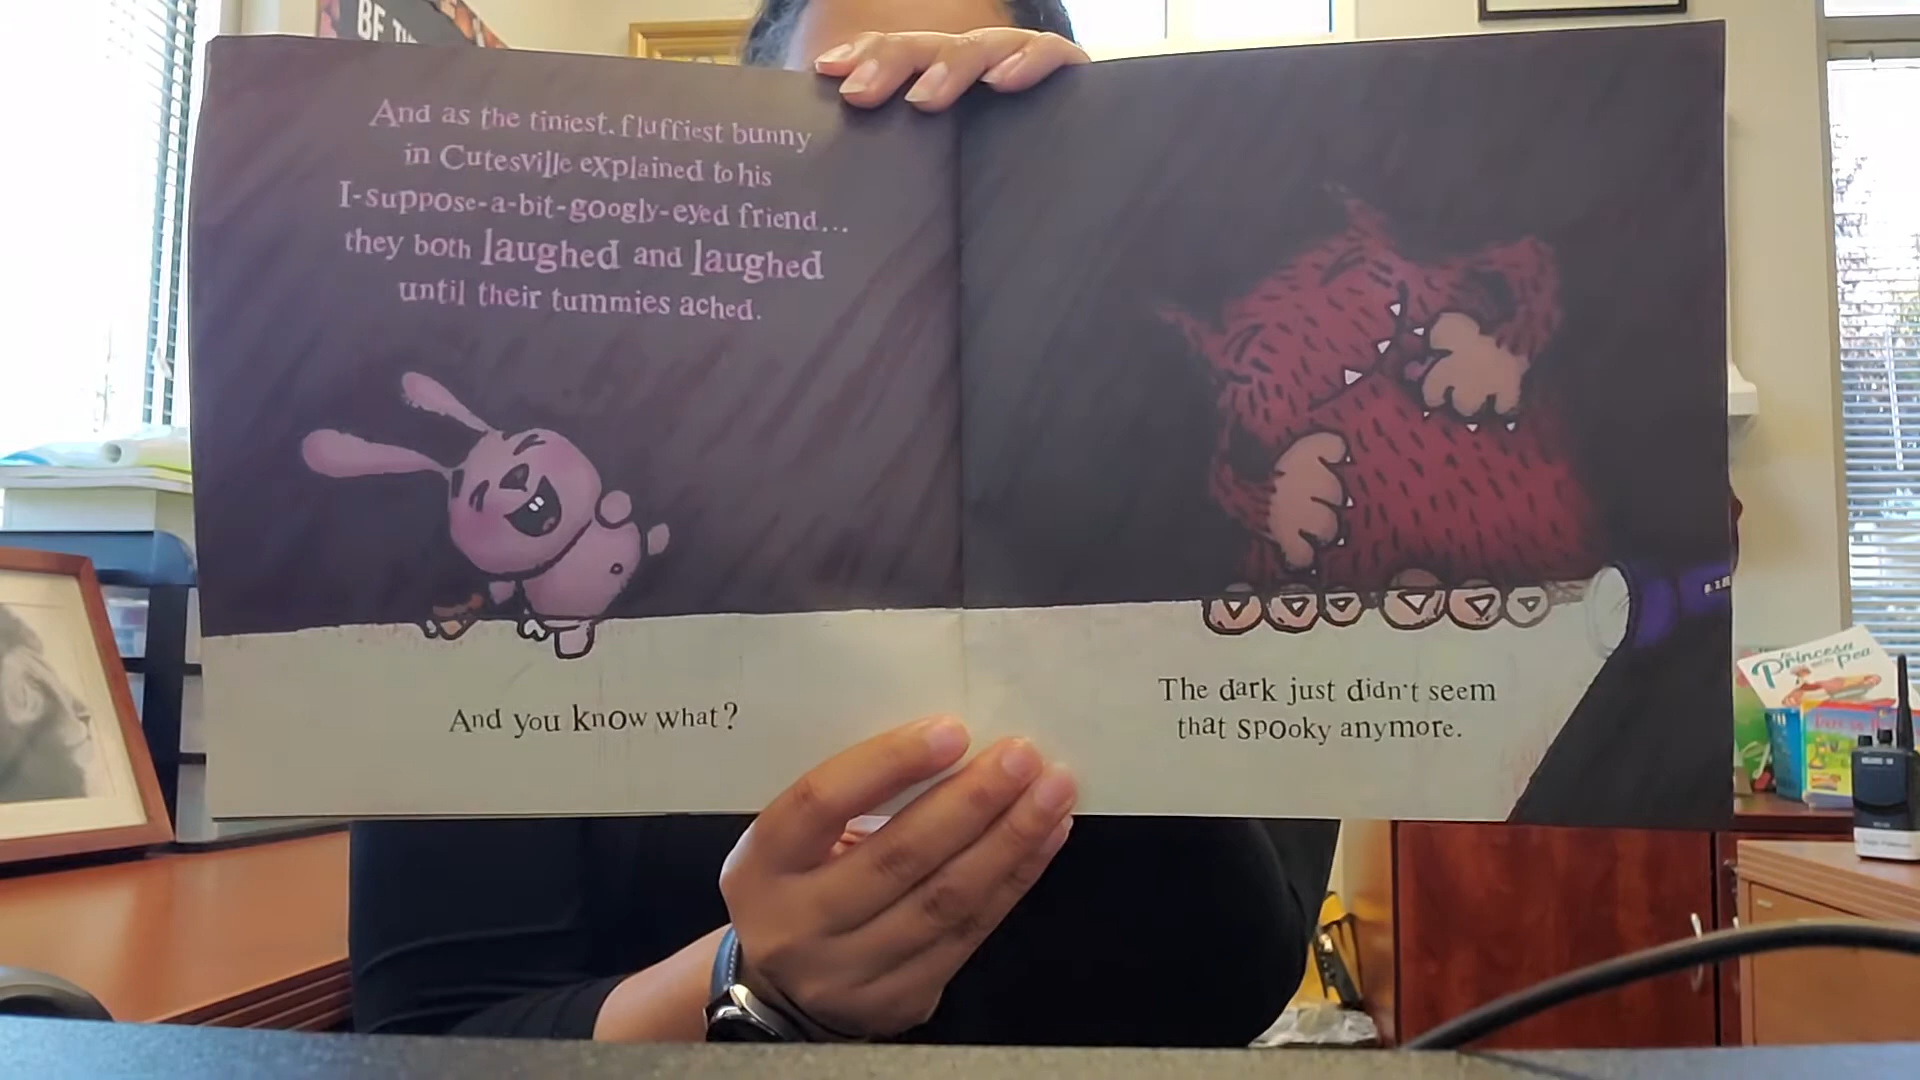 BE
And as the tiniest, fluffiest bunny
in Cutesville explained to his
I-suppose-a-bit-googly-eyed friend...
they both laughed and laughed
until their tummies ached.
And you know what?
The dark just didn't seem
that spooky anymore.
Princesa
Pea